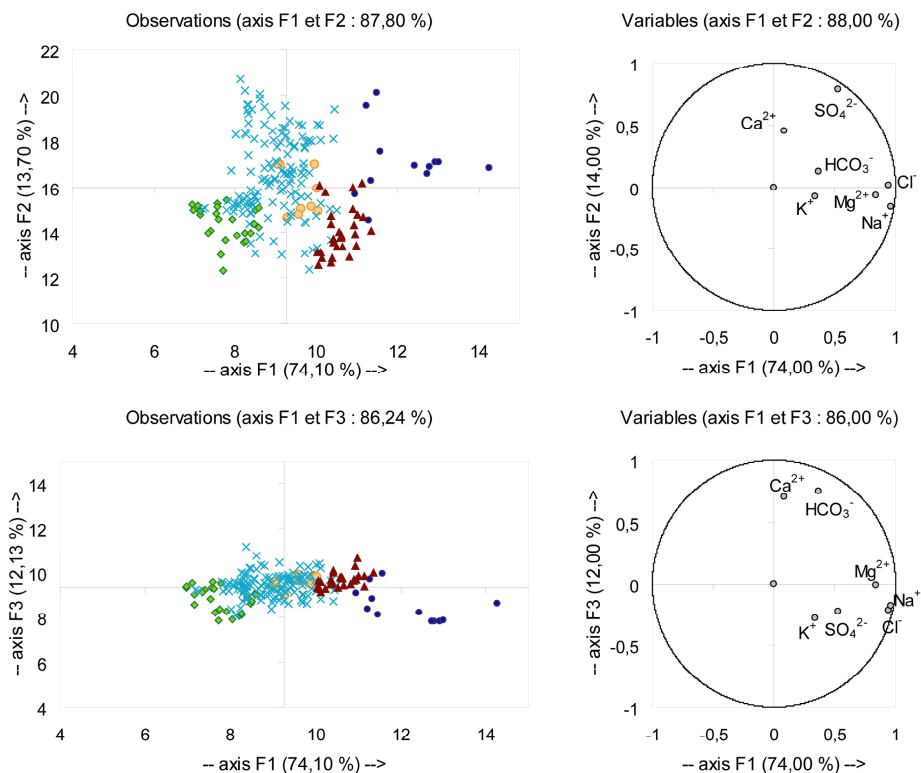 Observations (axis F1 et F2 : 87,80 %)
-- axis F2 (13,70 %) -->
22
20
18
16
14
12
10
4
6
8
10
12
14
-- axis F1 (74,10 %) -->
Variables (axis F1 et F2 : 88,00 %)
-- axis F2 (14,00 %) -->
1
0,5
0
-0,5
-1
SO₄²⁻
Ca²⁺
HCO₃⁻
Cl⁻
K⁺
Mg²⁺
Na⁺
-1
-0,5
0
0,5
1
-- axis F1 (74,00 %) -->
Observations (axis F1 et F3 : 86,24 %)
-- axis F3 (12,13 %) -->
14
12
10
8
6
4
4
6
8
10
12
14
-- axis F1 (74,10 %) -->
Variables (axis F1 et F3 : 86,00 %)
-- axis F3 (12,00 %) -->
1
0,5
0
-0,5
-1
Ca²⁺
HCO₃⁻
Mg²⁺
Na⁺
K⁺
SO₄²⁻
Cl⁻
-1
-0,5
0
0,5
1
-- axis F1 (74,00 %) -->